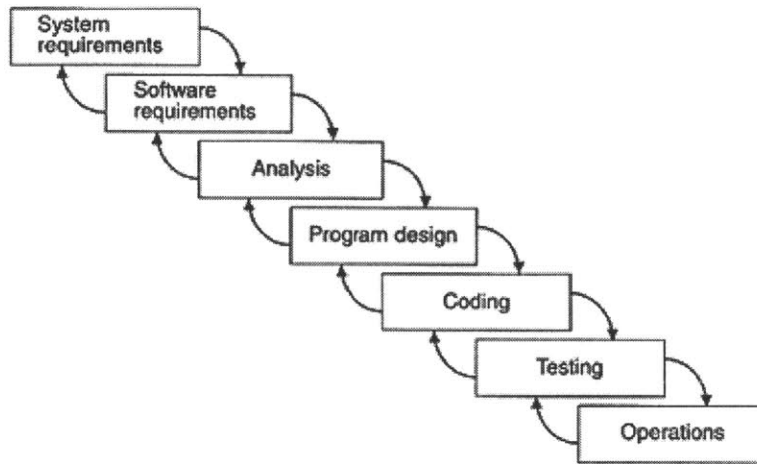 System
requirements
Software
requirements
Analysis
Program design
Coding
Testing
Operations